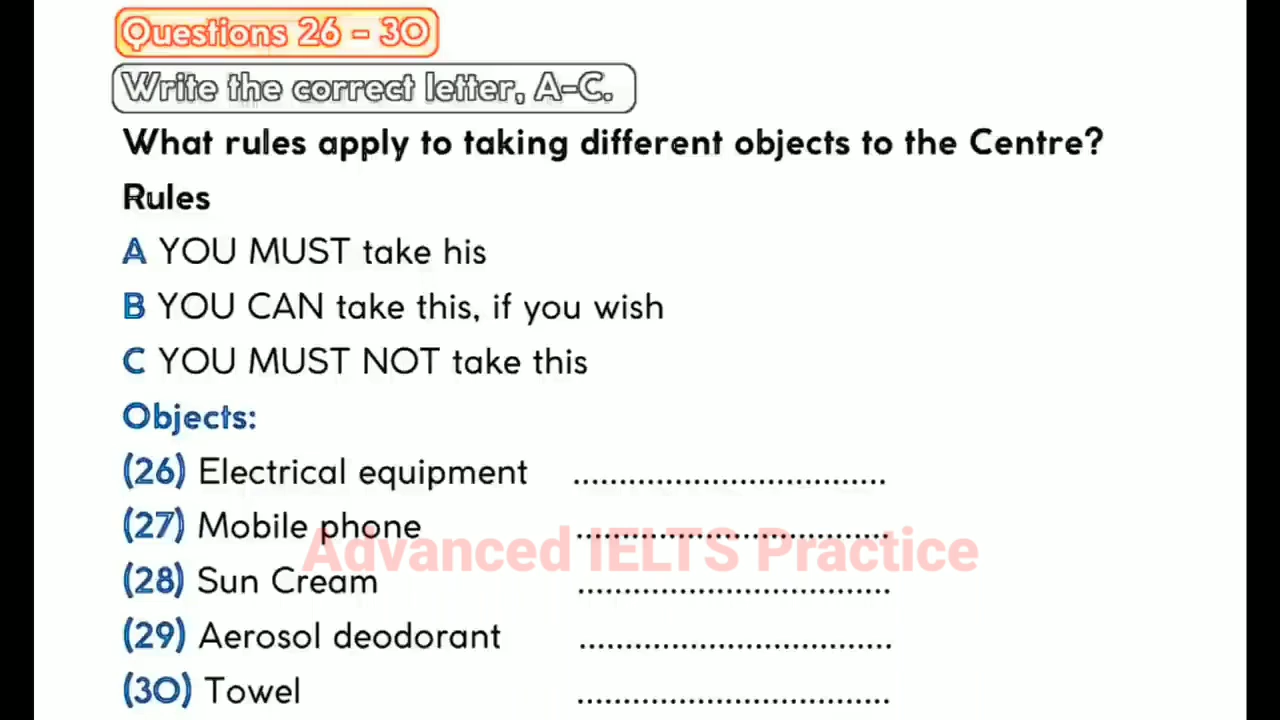 Questions 26 - 30
Write the correct letter, A-C.
What rules apply to taking different objects to the Centre?
Rules
A YOU MUST take his
B YOU CAN take this, if you wish
C YOU MUST NOT take this
Objects:
(26) Electrical equipment ..................................
(27) Mobile phone ..................................
Advanced IELTS Practice
(28) Sun Cream ..................................
(29) Aerosol deodorant ..................................
(30) Towel ..................................